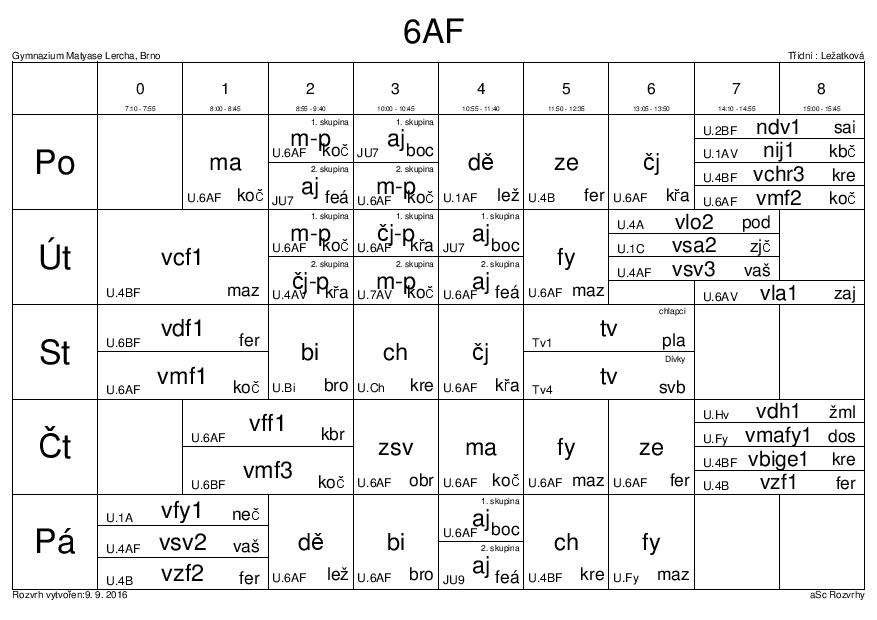 6AF
Gymnazium Matyase Lercha, Brno Třídní : Ležatková
0 1 2 3 4 5 6 7 8
7:10 - 7:55 8:00 - 8:45 8:55 - 9:40 10:00 - 10:45 10:55 - 11:40 11:50 - 12:35 13:05 - 13:50 14:10 - 14:55 15:00 - 15:45
Po
ma
U.6AF koč
1. skupina
m-p
U.6AF koč
2. skupina
aj
JU7 feá
1. skupina
aj
JU7 boc
2. skupina
m-p
U.6AF koč
dě
U.1AF lež
ze
U.4B fer
čj
U.6AF křa
U.2BF ndv1 sai
U.1AV nij1 kbč
U.4BF vchr3 kre
U.6AF vmf2 koč
Út
vcf1
U.4BF maz
1. skupina
m-p
U.6AF koč
2. skupina
čj-p
U.4AV křa
1. skupina
čj-p
U.6AF křa
2. skupina
m-p
U.7AV koč
1. skupina
aj
JU7 boc
2. skupina
aj
U.6AF feá
fy
U.6AF maz
U.4A vlo2 pod
U.1C vsa2 zjč
U.4AF vsv3 vaš
U.6AV vla1 zaj
St
vdf1
U.6BF fer
vmf1
U.6AF koč
bi
U.Bi bro
ch
U.Ch kre
čj
U.6AF křa
chlapci
tv
Tv1 pla
Dívky
tv
Tv4 svb
Čt
vff1
U.6AF kbr
vmf3
U.6BF koč
zsv
U.6AF obr
ma
U.6AF koč
fy
U.6AF maz
ze
U.6AF fer
U.Hv vdh1 žml
U.Fy vmafy1 dos
U.4BF vbige1 kre
U.4B vzf1 fer
Pá
U.1A vfy1 neč
U.4AF vsv2 vaš
U.4B vzf2 fer
dě
U.6AF lež
bi
U.6AF bro
1. skupina
aj
U.6AF boc
2. skupina
aj
JU9 feá
ch
U.4BF kre
fy
U.Fy maz
Rozvrh vytvořen:9. 9. 2016 aSc Rozvrhy